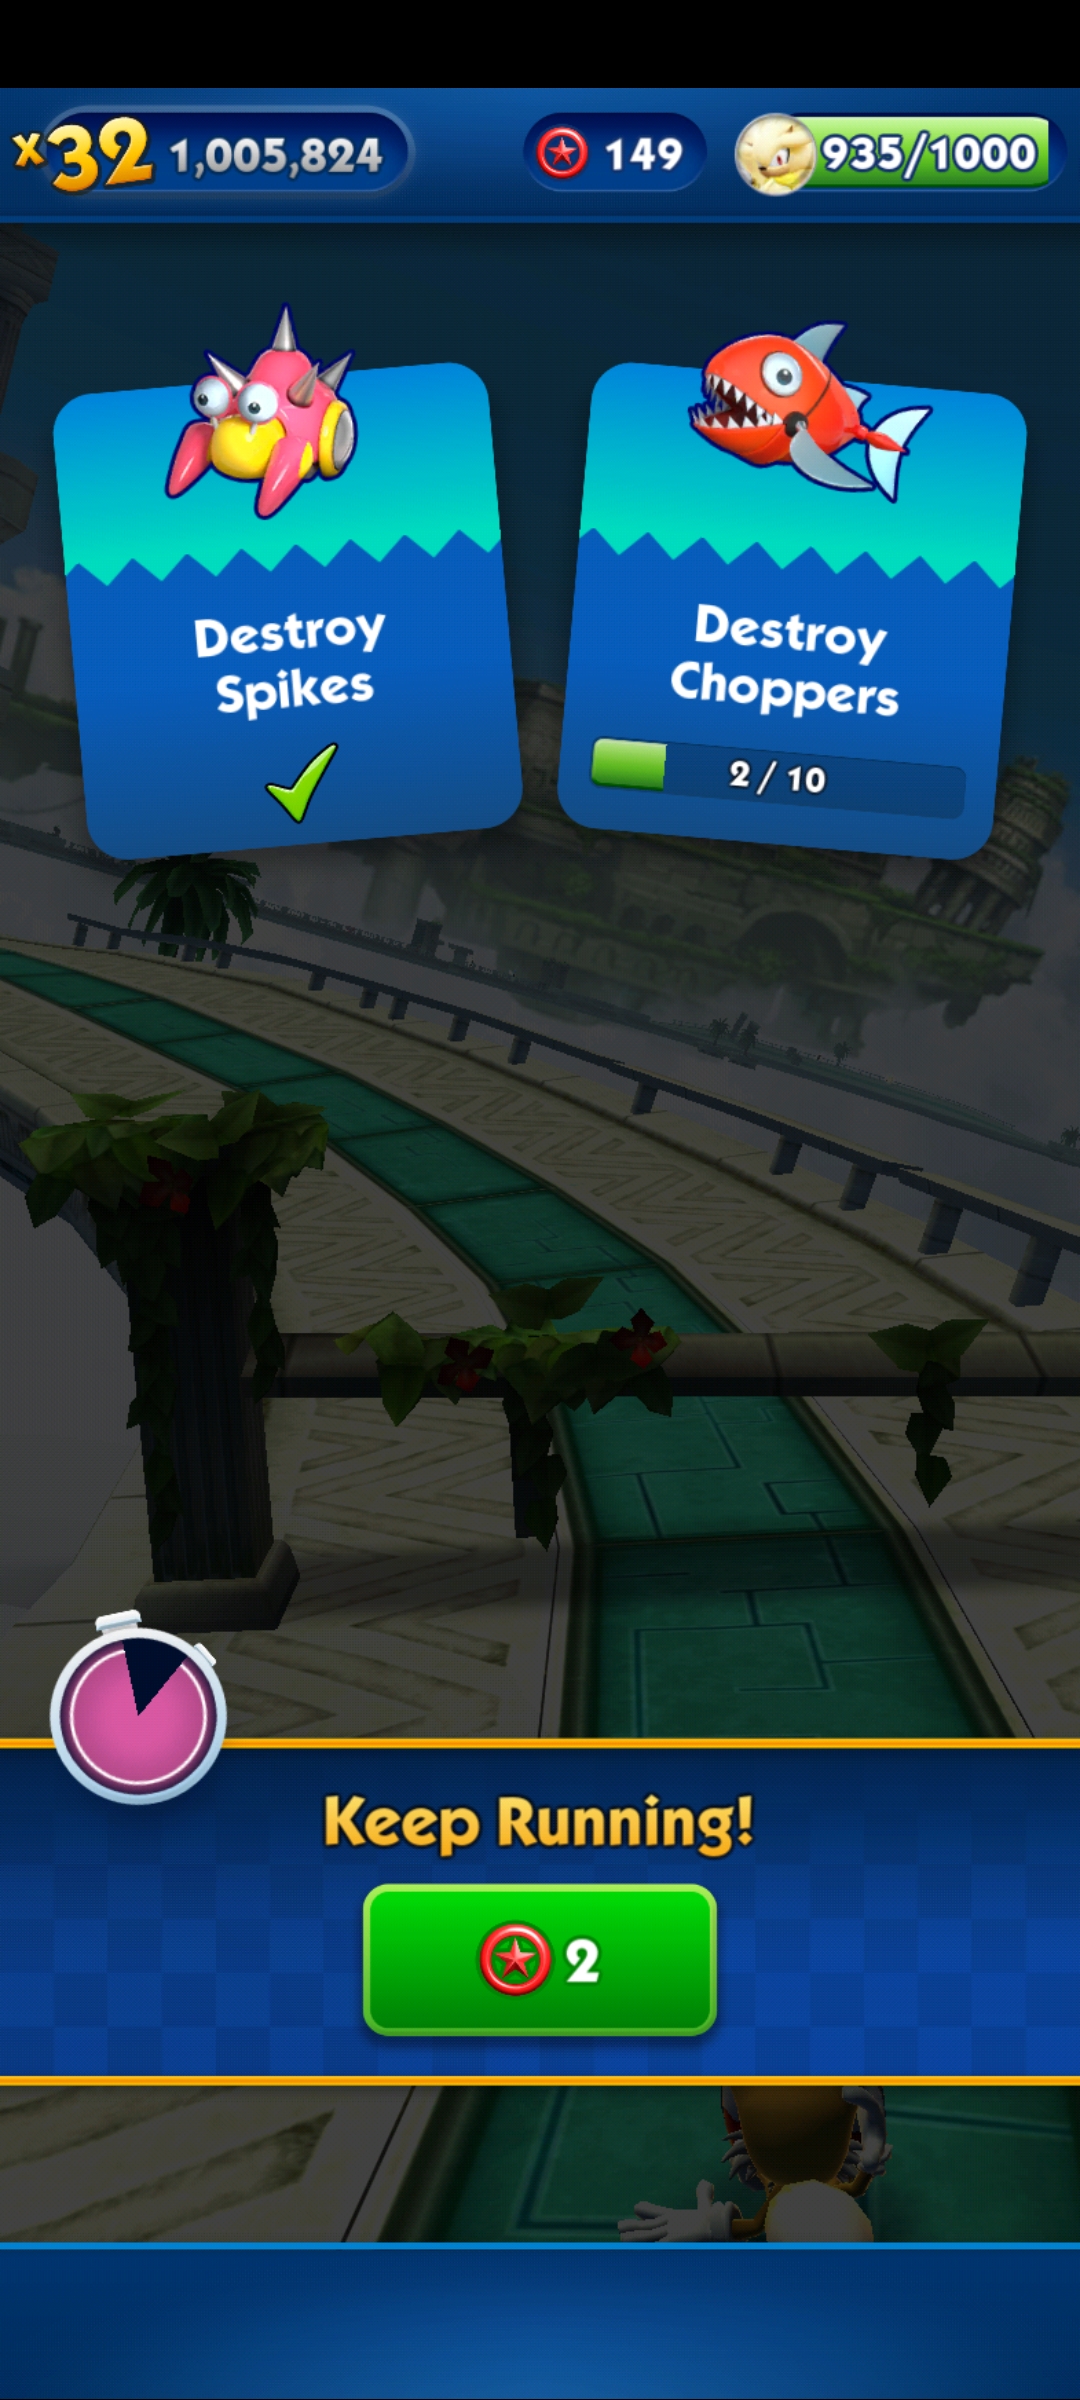 x32 1,005,824
149
935/1000
Destroy
Spikes
Destroy
Choppers
2 / 10
Keep Running!
2